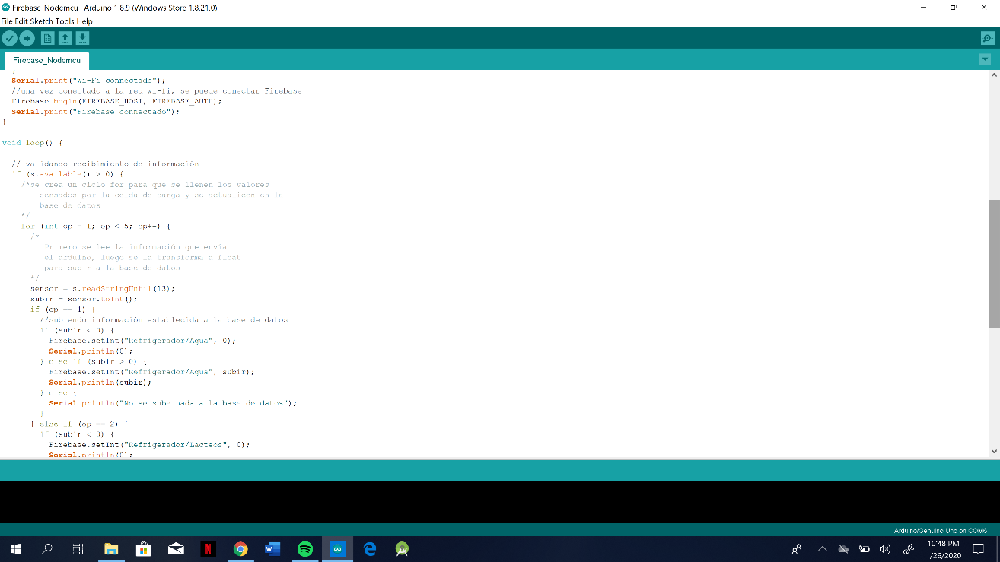 Firebase_Nodemcu | Arduino 1.8.9 (Windows Store 1.8.21.0)
File Edit Sketch Tools Help
Firebase_Nodemcu
}
Serial.print("Wi-Fi connectado");
//una vez conectado a la red wi-fi, se puede conectar Firebase
Firebase.begin(FIREBASE_HOST, FIREBASE_AUTH);
Serial.print("Firebase connectado");
}
void loop() {
// validando recibimiento de información
if (s.available() > 0) {
/*se crea un ciclo for para que se llenen los valores
sensados por la celda de carga y se actualicen en la
base de datos
*/
for (int op = 1; op < 5; op++) {
/*
Primero se lee la información que envía
el arduino, luego se la transforma a float
para subir a la base de datos
*/
sensor = s.readStringUntil(13);
subir = sensor.toInt();
if (op == 1) {
//subiendo información establecida a la base de datos
if (subir < 0) {
Firebase.setInt("Refrigerador/Agua", 0);
Serial.println(0);
} else if (subir > 0) {
Firebase.setInt("Refrigerador/Agua", subir);
Serial.println(subir);
} else {
Serial.println("No se sube nada a la base de datos");
}
} else if (op == 2) {
if (subir < 0) {
Firebase.setInt("Refrigerador/Lacteos", 0);
Serial.println(0);
Arduino/Genuino Uno on COM6
10:48 PM
1/26/2020